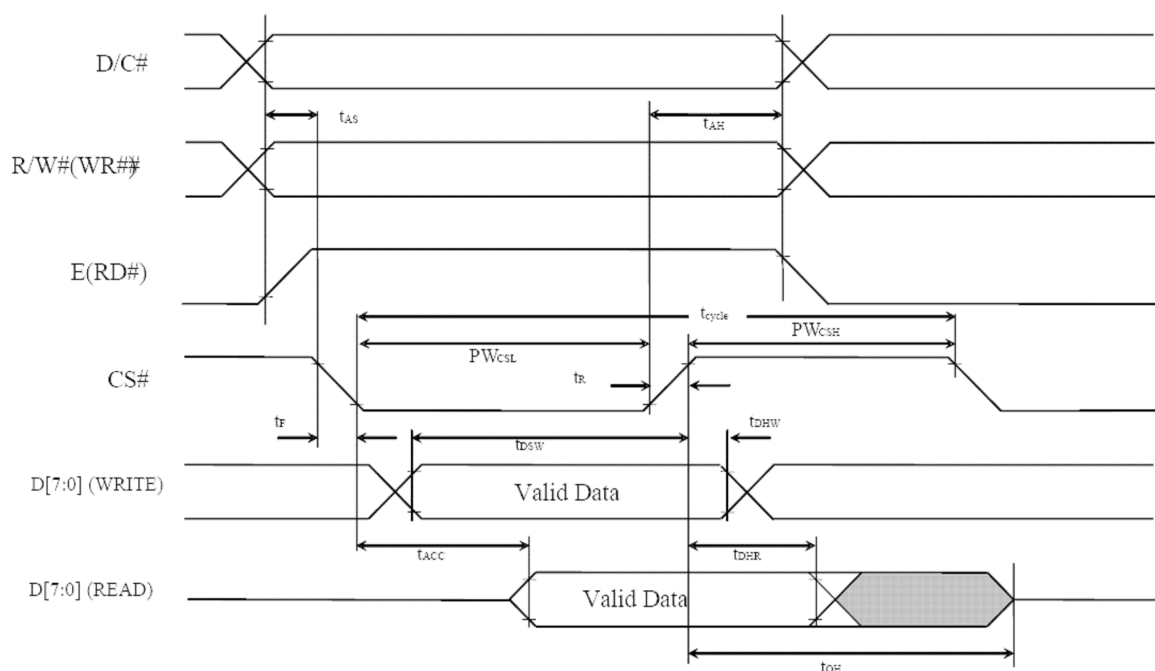 D/C#
tAS
tAH
R/W#(WR##)
E(RD#)
tcycle
PWCSL
PWCSH
CS#
tR
tF
tDSW
tDHW
D[7:0] (WRITE)
Valid Data
tACC
tDHR
D[7:0] (READ)
Valid Data
tOH